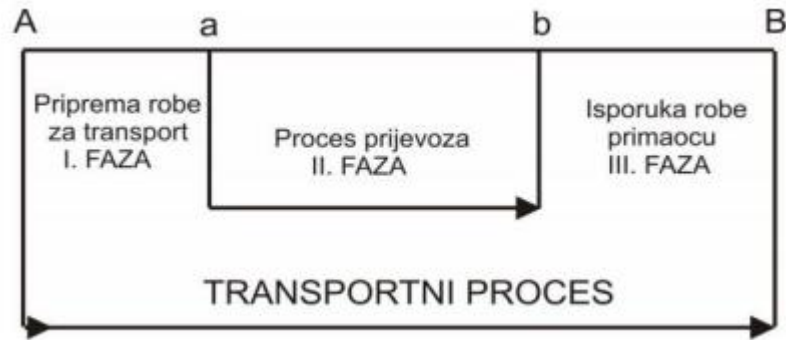 A a b B
Priprema robe
za transport
I. FAZA
Proces prijevoza
II. FAZA
Isporuka robe
primaocu
III. FAZA
TRANSPORTNI PROCES